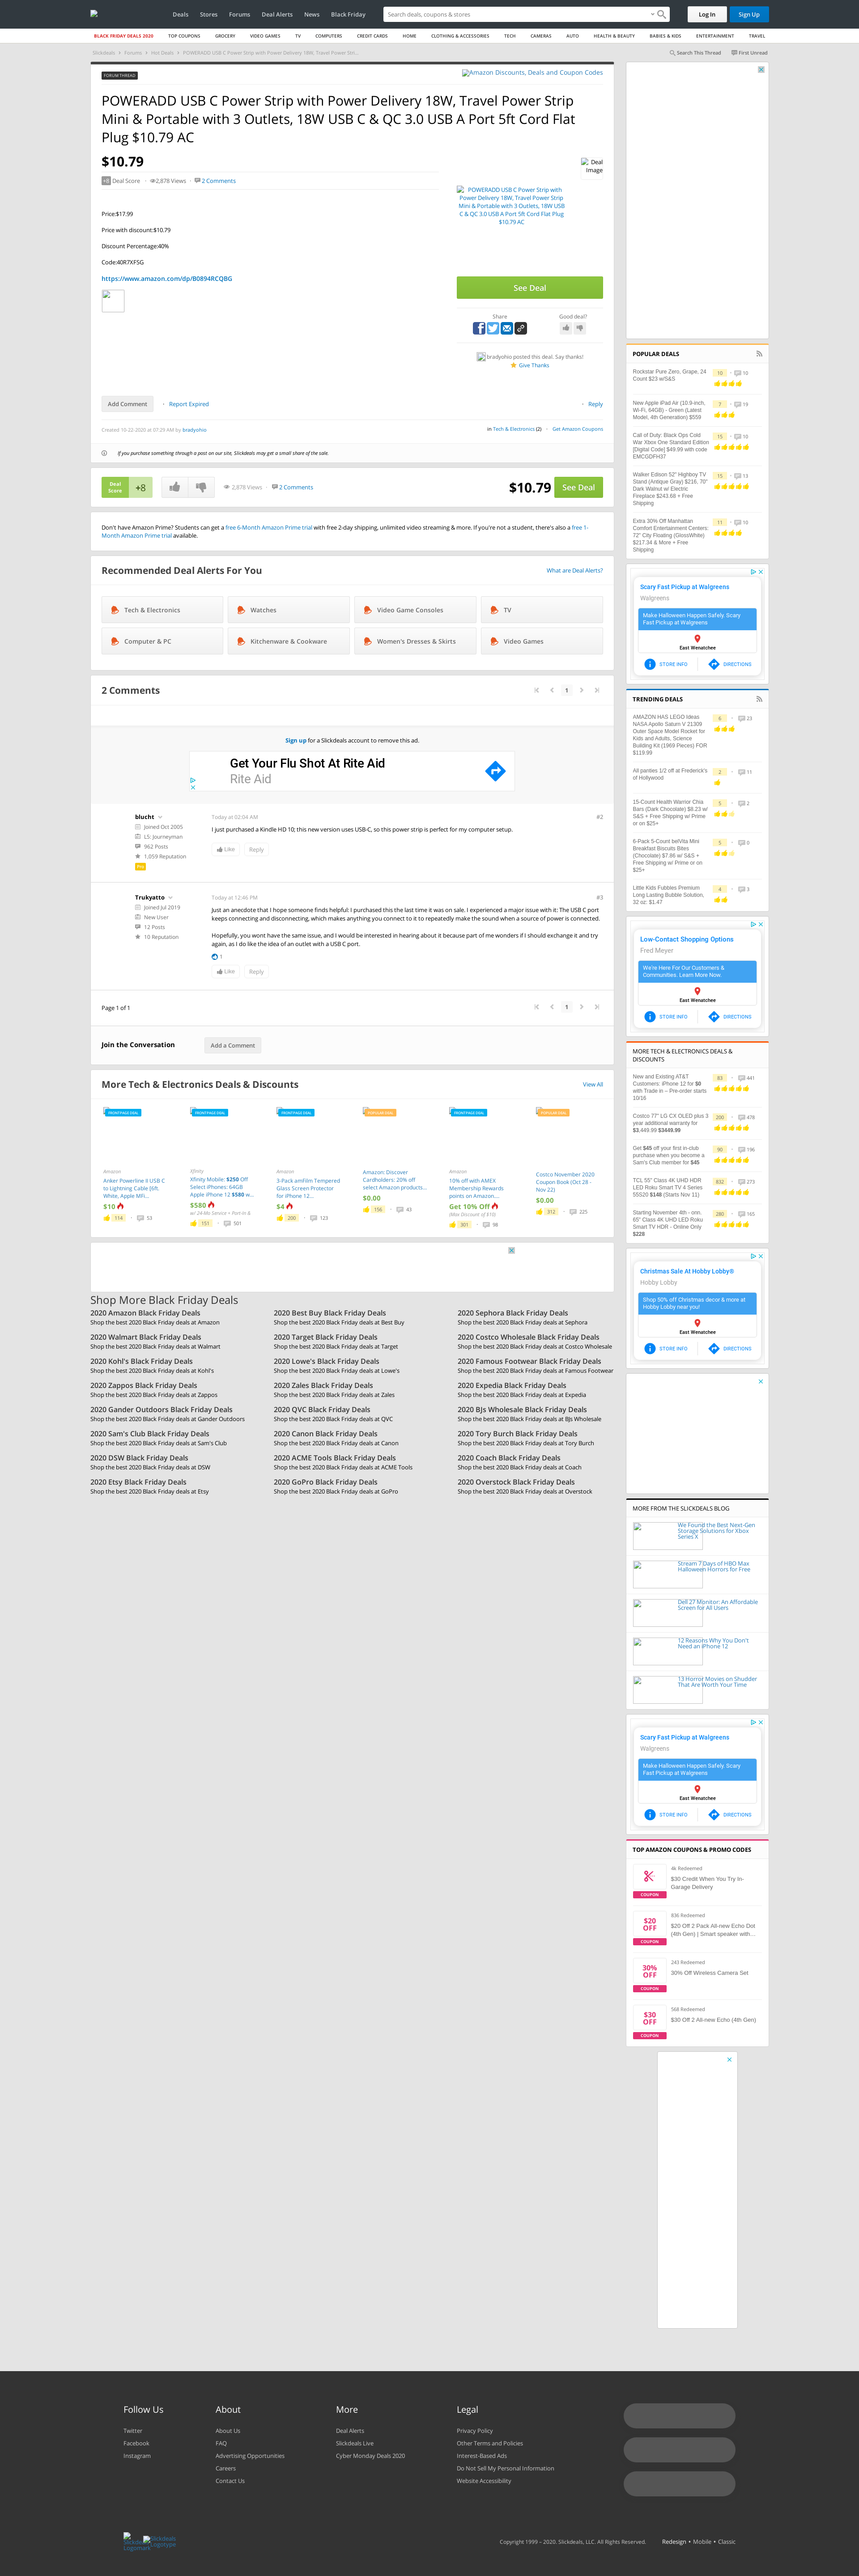 Deals
Stores
Forums
Deal Alerts
News
Black Friday
Search deals, coupons & stores
Log In
Sign Up
BLACK FRIDAY DEALS 2020
TOP COUPONS
GROCERY
VIDEO GAMES
TV
COMPUTERS
CREDIT CARDS
HOME
CLOTHING & ACCESSORIES
TECH
CAMERAS
AUTO
HEALTH & BEAUTY
BABIES & KIDS
ENTERTAINMENT
TRAVEL
Slickdeals > Forums > Hot Deals > POWERADD USB C Power Strip with Power Delivery 18W, Travel Power Stri...
Search This Thread
First Unread
FORUM THREAD
Amazon Discounts, Deals and Coupon Codes
POWERADD USB C Power Strip with Power Delivery 18W, Travel Power Strip
Mini & Portable with 3 Outlets, 18W USB C & QC 3.0 USB A Port 5ft Cord Flat
Plug $10.79 AC
$10.79
+8 Deal Score
2,878 Views
2 Comments
Deal
Image
Price:$17.99
Price with discount:$10.79
Discount Percentage:40%
Code:40R7XFSG
https://www.amazon.com/dp/B0894RCQBG
POWERADD USB C Power Strip with
Power Delivery 18W, Travel Power Strip
Mini & Portable with 3 Outlets, 18W USB
C & QC 3.0 USB A Port 5ft Cord Flat Plug
$10.79 AC
See Deal
Share
Good deal?
bradyohio posted this deal. Say thanks!
Give Thanks
Add Comment
Report Expired
Reply
Created 10-22-2020 at 07:29 AM by bradyohio
in Tech & Electronics (2)
Get Amazon Coupons
If you purchase something through a post on our site, Slickdeals may get a small share of the sale.
Deal
Score
+8
2,878 Views
2 Comments
$10.79
See Deal
Don't have Amazon Prime? Students can get a free 6-Month Amazon Prime trial with free 2-day shipping, unlimited video streaming & more. If you're not a student, there's also a free 1-
Month Amazon Prime trial available.
Recommended Deal Alerts For You
What are Deal Alerts?
Tech & Electronics
Watches
Video Game Consoles
TV
Computer & PC
Kitchenware & Cookware
Women's Dresses & Skirts
Video Games
2 Comments
1
Sign up for a Slickdeals account to remove this ad.
Get Your Flu Shot At Rite Aid
Rite Aid
blucht
Joined Oct 2005
L5: Journeyman
962 Posts
1,059 Reputation
Pro
Today at 02:04 AM
#2
I just purchased a Kindle HD 10; this new version uses USB-C, so this power strip is perfect for my computer setup.
Like
Reply
Trukyatto
Joined Jul 2019
New User
12 Posts
10 Reputation
Today at 12:46 PM
#3
Just an anecdote that I hope someone finds helpful: I purchased this the last time it was on sale. I experienced a major issue with it: The USB C port
keeps connecting and disconnecting, which makes anything you connect to it to repeatedly make the sound when a source of power is connected.
Hopefully, you wont have the same issue, and I would be interested in hearing about it because part of me wonders if I should exchange it and try
again, as I do like the idea of an outlet with a USB C port.
1
Like
Reply
Page 1 of 1
1
Join the Conversation
Add a Comment
More Tech & Electronics Deals & Discounts
View All
FRONTPAGE DEAL
Amazon
Anker Powerline II USB C
to Lightning Cable [6ft,
White, Apple MFi...
$10
114
53
FRONTPAGE DEAL
Xfinity
Xfinity Mobile: $250 Off
Select iPhones: 64GB
Apple iPhone 12 $580 w...
$580
w/ 24-Mo Service + Port-in &
151
501
FRONTPAGE DEAL
Amazon
3-Pack amFilm Tempered
Glass Screen Protector
for iPhone 12...
$4
200
123
POPULAR DEAL
Amazon: Discover
Cardholders: 20% off
select Amazon products...
$0.00
156
43
FRONTPAGE DEAL
Amazon
10% off with AMEX
Membership Rewards
points on Amazon....
Get 10% Off
(Max Discount of $15)
301
98
POPULAR DEAL
Costco November 2020
Coupon Book (Oct 28 -
Nov 22)
$0.00
312
225
Shop More Black Friday Deals
2020 Amazon Black Friday Deals
Shop the best 2020 Black Friday deals at Amazon
2020 Best Buy Black Friday Deals
Shop the best 2020 Black Friday deals at Best Buy
2020 Sephora Black Friday Deals
Shop the best 2020 Black Friday deals at Sephora
2020 Walmart Black Friday Deals
Shop the best 2020 Black Friday deals at Walmart
2020 Target Black Friday Deals
Shop the best 2020 Black Friday deals at Target
2020 Costco Wholesale Black Friday Deals
Shop the best 2020 Black Friday deals at Costco Wholesale
2020 Kohl's Black Friday Deals
Shop the best 2020 Black Friday deals at Kohl's
2020 Lowe's Black Friday Deals
Shop the best 2020 Black Friday deals at Lowe's
2020 Famous Footwear Black Friday Deals
Shop the best 2020 Black Friday deals at Famous Footwear
2020 Zappos Black Friday Deals
Shop the best 2020 Black Friday deals at Zappos
2020 Zales Black Friday Deals
Shop the best 2020 Black Friday deals at Zales
2020 Expedia Black Friday Deals
Shop the best 2020 Black Friday deals at Expedia
2020 Gander Outdoors Black Friday Deals
Shop the best 2020 Black Friday deals at Gander Outdoors
2020 QVC Black Friday Deals
Shop the best 2020 Black Friday deals at QVC
2020 BJs Wholesale Black Friday Deals
Shop the best 2020 Black Friday deals at BJs Wholesale
2020 Sam's Club Black Friday Deals
Shop the best 2020 Black Friday deals at Sam's Club
2020 Canon Black Friday Deals
Shop the best 2020 Black Friday deals at Canon
2020 Tory Burch Black Friday Deals
Shop the best 2020 Black Friday deals at Tory Burch
2020 DSW Black Friday Deals
Shop the best 2020 Black Friday deals at DSW
2020 ACME Tools Black Friday Deals
Shop the best 2020 Black Friday deals at ACME Tools
2020 Coach Black Friday Deals
Shop the best 2020 Black Friday deals at Coach
2020 Etsy Black Friday Deals
Shop the best 2020 Black Friday deals at Etsy
2020 GoPro Black Friday Deals
Shop the best 2020 Black Friday deals at GoPro
2020 Overstock Black Friday Deals
Shop the best 2020 Black Friday deals at Overstock
POPULAR DEALS
Rockstar Pure Zero, Grape, 24
Count $23 w/S&S
10
10
New Apple iPad Air (10.9-inch,
Wi-Fi, 64GB) - Green (Latest
Model, 4th Generation) $559
7
19
Call of Duty: Black Ops Cold
War Xbox One Standard Edition
[Digital Code] $49.99 with code
EMCGDFH37
15
10
Walker Edison 52" Highboy TV
Stand (Antique Gray) $216, 70"
Dark Walnut w/ Electric
Fireplace $243.68 + Free
Shipping
15
13
Extra 30% Off Manhattan
Comfort Entertainment Centers:
72" City Floating (GlossWhite)
$217.34 & More + Free
Shipping
11
10
Scary Fast Pickup at Walgreens
Walgreens
Make Halloween Happen Safely. Scary
Fast Pickup at Walgreens
East Wenatchee
STORE INFO
DIRECTIONS
TRENDING DEALS
AMAZON HAS LEGO Ideas
NASA Apollo Saturn V 21309
Outer Space Model Rocket for
Kids and Adults, Science
Building Kit (1969 Pieces) FOR
$119.99
6
23
All panties 1/2 off at Frederick's
of Hollywood
2
11
15-Count Health Warrior Chia
Bars (Dark Chocolate) $8.23 w/
S&S + Free Shipping w/ Prime
or on $25+
5
2
6-Pack 5-Count belVita Mini
Breakfast Biscuits Bites
(Chocolate) $7.86 w/ S&S +
Free Shipping w/ Prime or on
$25+
5
0
Little Kids Fubbles Premium
Long Lasting Bubble Solution,
32 oz. $1.47
4
3
Low-Contact Shopping Options
Fred Meyer
We're Here For Our Customers &
Communities. Learn More Now.
East Wenatchee
STORE INFO
DIRECTIONS
MORE TECH & ELECTRONICS DEALS &
DISCOUNTS
New and Existing AT&T
Customers: iPhone 12 for $0
with Trade in – Pre-order starts
10/16
83
441
Costco 77" LG CX OLED plus 3
year additional warranty for
$3,449.99 $3449.99
200
478
Get $45 off your first in-club
purchase when you become a
Sam's Club member for $45
90
196
TCL 55" Class 4K UHD HDR
LED Roku Smart TV 4 Series
55S20 $148 (Starts Nov 11)
832
273
Starting November 4th - onn.
65" Class 4K UHD LED Roku
Smart TV HDR - Online Only
$228
280
165
Christmas Sale At Hobby Lobby®
Hobby Lobby
Shop 50% off Christmas decor & more at
Hobby Lobby near you!
East Wenatchee
STORE INFO
DIRECTIONS
MORE FROM THE SLICKDEALS BLOG
We Found the Best Next-Gen
Storage Solutions for Xbox
Series X
Stream 7 Days of HBO Max
Halloween Horrors for Free
Dell 27 Monitor: An Affordable
Screen for All Users
12 Reasons Why You Don't
Need an iPhone 12
13 Horror Movies on Shudder
That Are Worth Your Time
Scary Fast Pickup at Walgreens
Walgreens
Make Halloween Happen Safely. Scary
Fast Pickup at Walgreens
East Wenatchee
STORE INFO
DIRECTIONS
TOP AMAZON COUPONS & PROMO CODES
COUPON
4k Redeemed
$30 Credit When You Try In-
Garage Delivery
$20
OFF
COUPON
836 Redeemed
$20 Off 2 Pack All-new Echo Dot
(4th Gen) | Smart speaker with...
30%
OFF
COUPON
243 Redeemed
30% Off Wireless Camera Set
$30
OFF
COUPON
568 Redeemed
$30 Off 2 All-new Echo (4th Gen)
Follow Us
Twitter
Facebook
Instagram
About
About Us
FAQ
Advertising Opportunities
Careers
Contact Us
More
Deal Alerts
Slickdeals Live
Cyber Monday Deals 2020
Legal
Privacy Policy
Other Terms and Policies
Interest-Based Ads
Do Not Sell My Personal Information
Website Accessibility
Slickdeals
Logomark
Slickdeals
Logotype
Copyright 1999 – 2020. Slickdeals, LLC. All Rights Reserved.
Redesign • Mobile • Classic